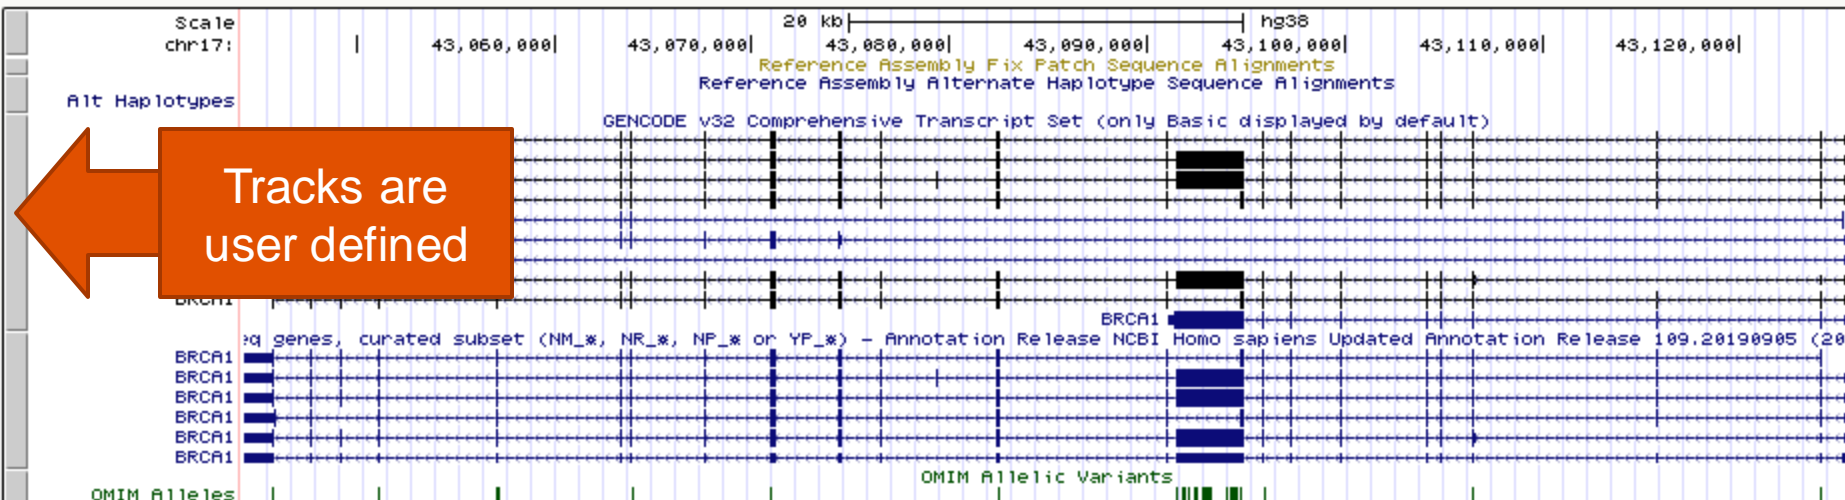 Scale 20 kb hg38
chr17: 43,060,000 43,070,000 43,080,000 43,090,000 43,100,000 43,110,000 43,120,000
Reference Assembly Fix Patch Sequence Alignments
Reference Assembly Alternate Haplotype Sequence Alignments
Alt Haplotypes
GENCODE v32 Comprehensive Transcript Set (only Basic displayed by default)
Tracks are
user defined
BRCA1
BRCA1
eq genes, curated subset (NM_*, NR_*, NP_* or YP_*) - Annotation Release NCBI Homo sapiens Updated Annotation Release 109.20190905 (20
BRCA1
BRCA1
BRCA1
BRCA1
BRCA1
BRCA1
OMIM Allelic Variants
OMIM Alleles